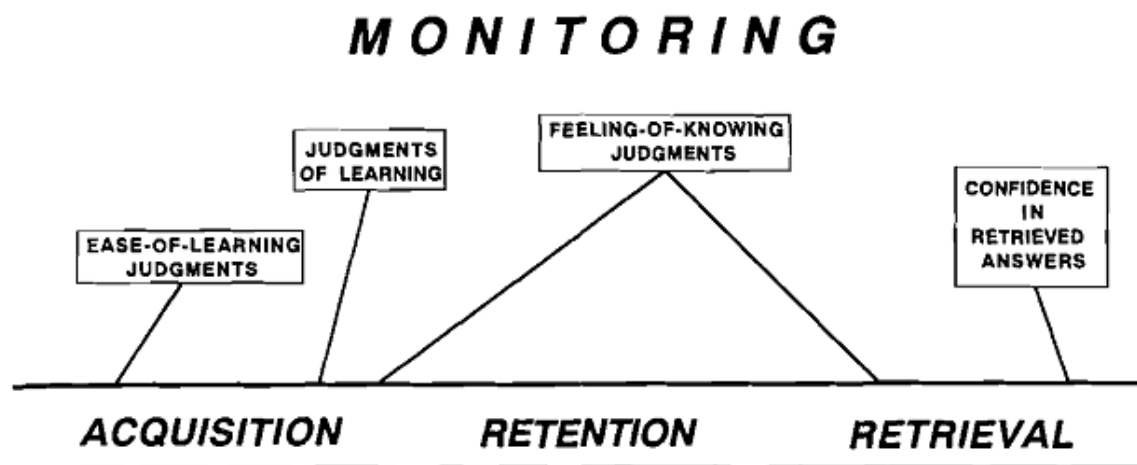 MONITORING
FEELING-OF-KNOWING
JUDGMENTS
JUDGMENTS
OF LEARNING
CONFIDENCE
IN
RETRIEVED
ANSWERS
EASE-OF-LEARNING
JUDGMENTS
ACQUISITION
RETENTION
RETRIEVAL